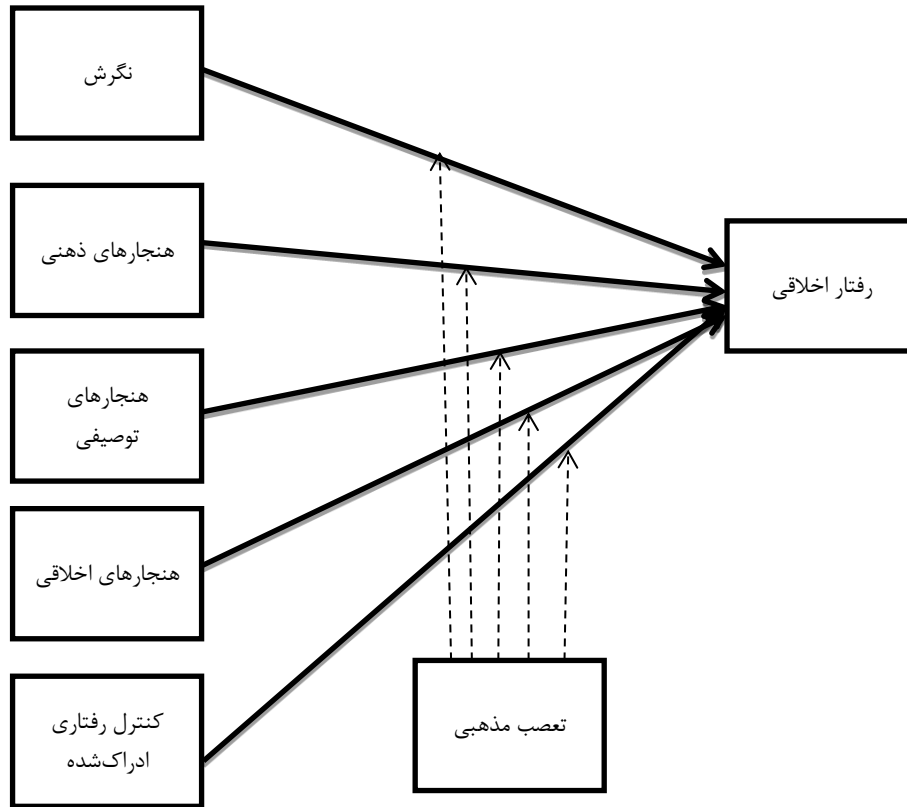 نگرش
هنجارهای ذهنی
رفتار اخلاقی
هنجارهای
توصیفی
هنجارهای اخلاقی
کنترل رفتاری
ادراک‌شده
تعصب مذهبی